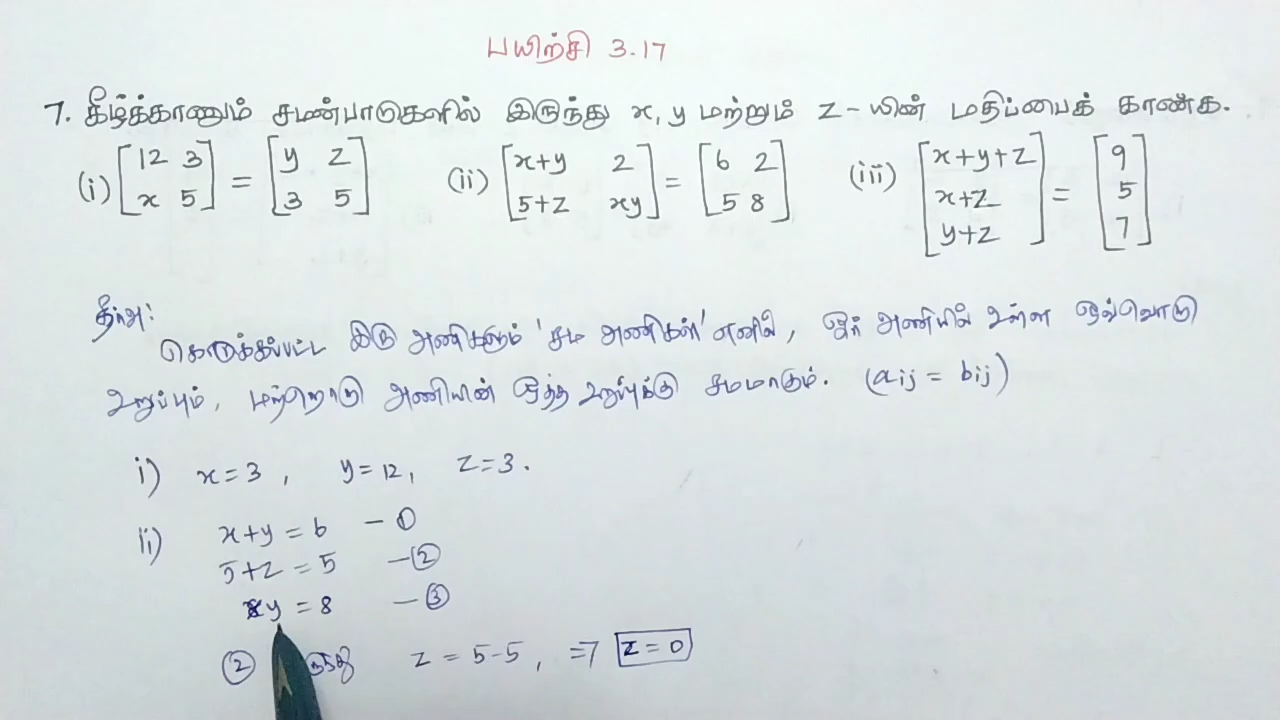 பயிற்சி 3.17
7. கீழ்க்காணும் சமன்பாடுகளில் இருந்து x, y மற்றும் z-யின் மதிப்பைக் காண்க.
(i) [12 3 x 5] = [y z 3 5] (ii) [x+y 2 5+z xy] = [6 2 5 8] (iii) [x+y+z x+z y+z] = [9 5 7]
தீர்வு:
கொடுக்கப்பட்ட இரு அணிகளும் 'சம அணிகள்' எனில், ஓர் அணியில் உள்ள ஒவ்வொரு
உறுப்பும், மற்றொரு அணியின் ஒத்த உறுப்புக்கு சமமாகும். (aij = bij)
i) x=3, y=12, z=3.
ii) x+y = 6 - ①
5+z = 5 - ②
xy = 8 - ③
② z = 5-5, => z=0